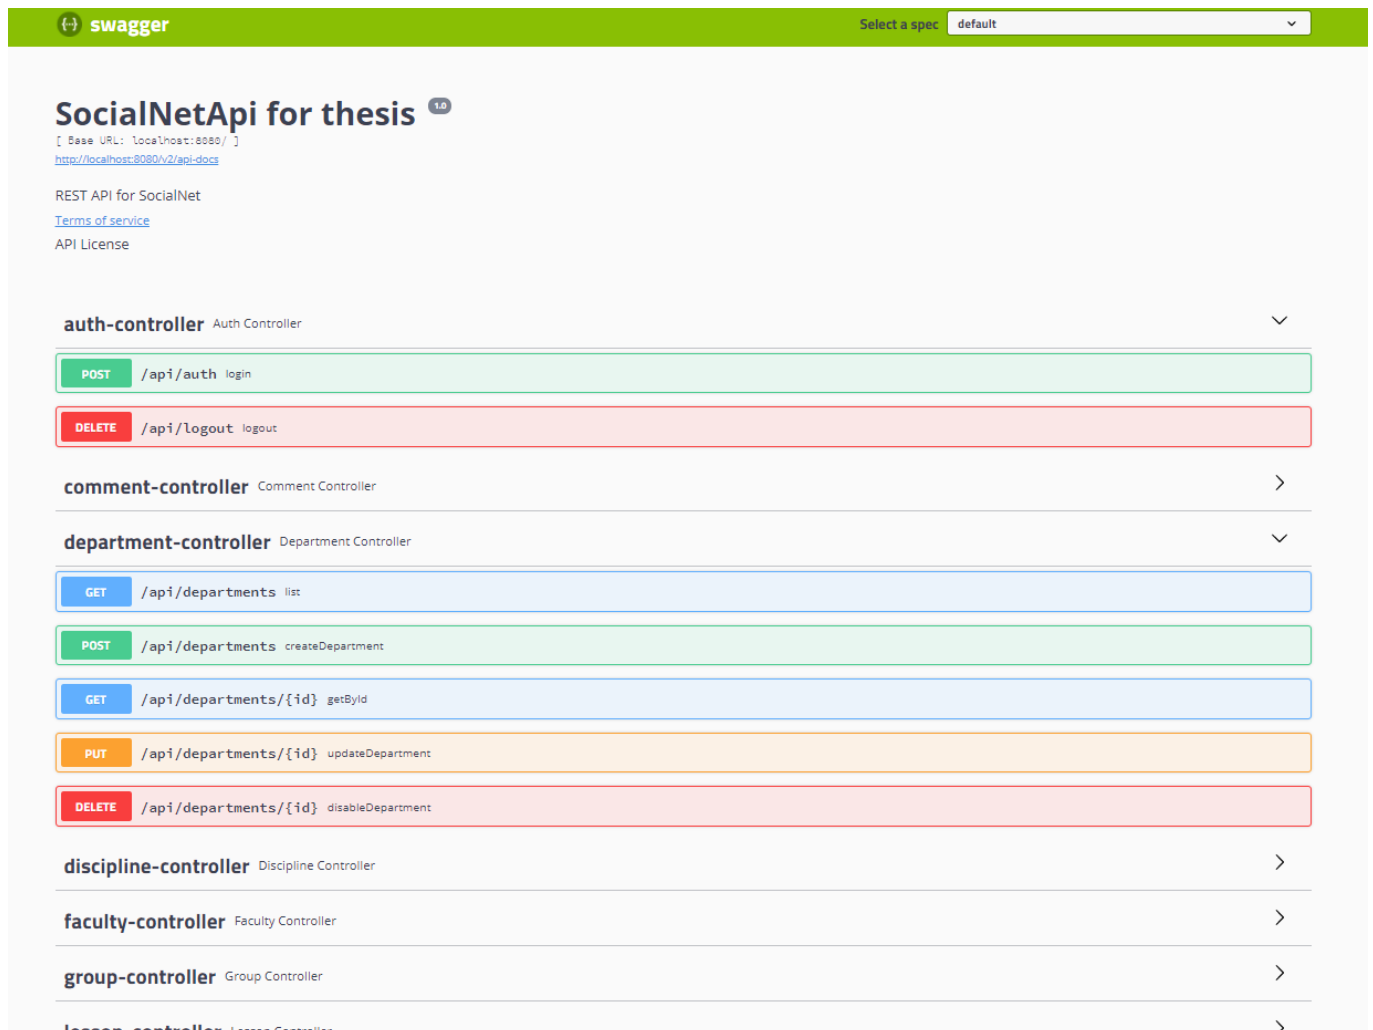 {...} swagger Select a spec default
SocialNetApi for thesis 1.0
[ Base URL: localhost:8080/ ]
http://localhost:8080/v2/api-docs
REST API for SocialNet
Terms of service
API License
auth-controller Auth Controller
POST /api/auth login
DELETE /api/logout logout
comment-controller Comment Controller
department-controller Department Controller
GET /api/departments list
POST /api/departments createDepartment
GET /api/departments/{id} getById
PUT /api/departments/{id} updateDepartment
DELETE /api/departments/{id} disableDepartment
discipline-controller Discipline Controller
faculty-controller Faculty Controller
group-controller Group Controller
lesson-controller Lesson Controller